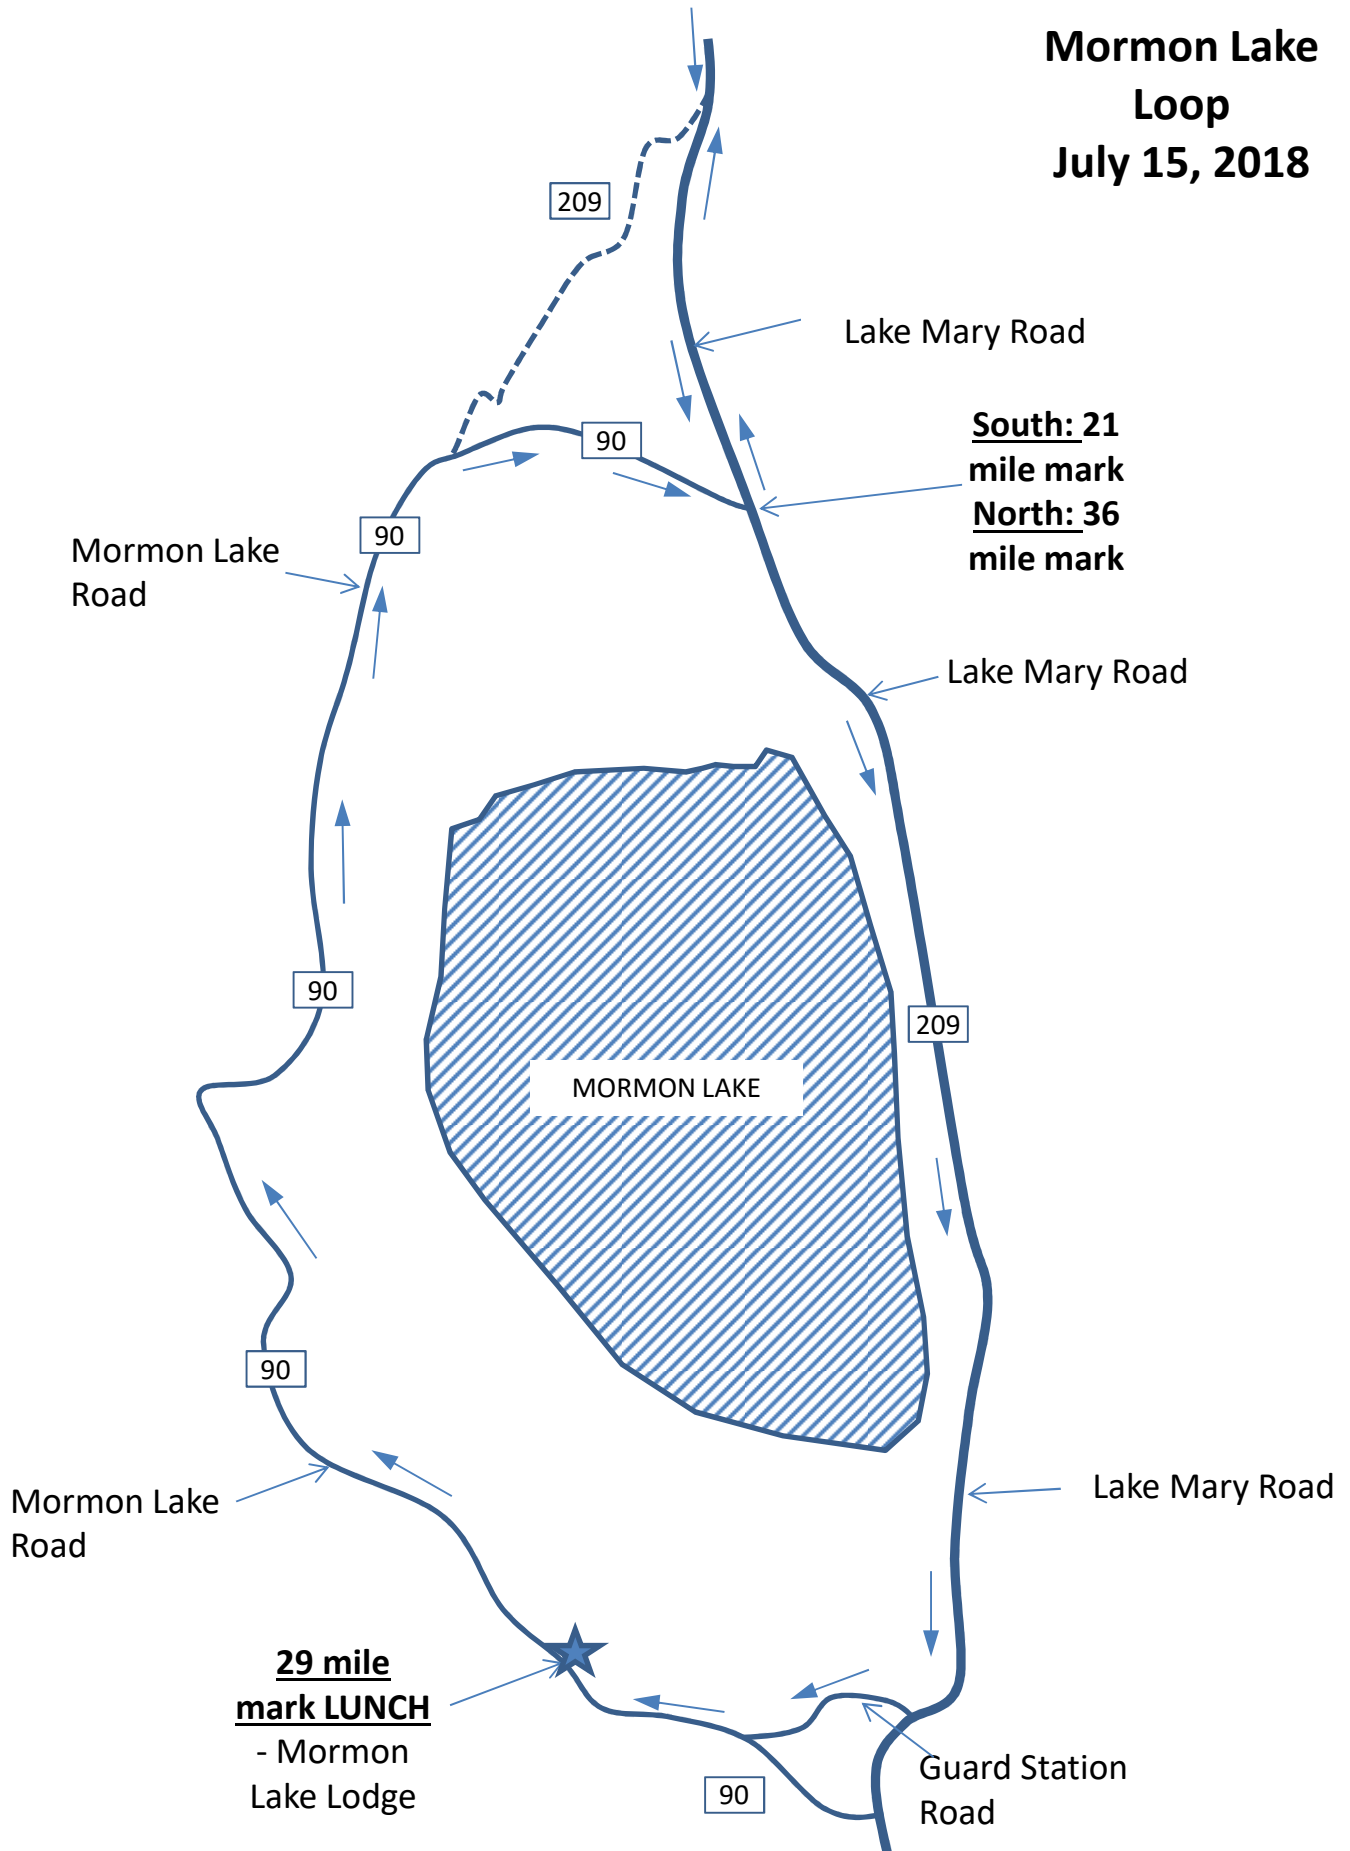 Mormon Lake
Loop
July 15, 2018
209
Lake Mary Road
South: 21
mile mark
North: 36
mile mark
90
90
Mormon Lake
Road
Lake Mary Road
90
209
MORMON LAKE
90
Mormon Lake
Road
Lake Mary Road
29 mile
mark LUNCH
- Mormon
Lake Lodge
90
Guard Station
Road